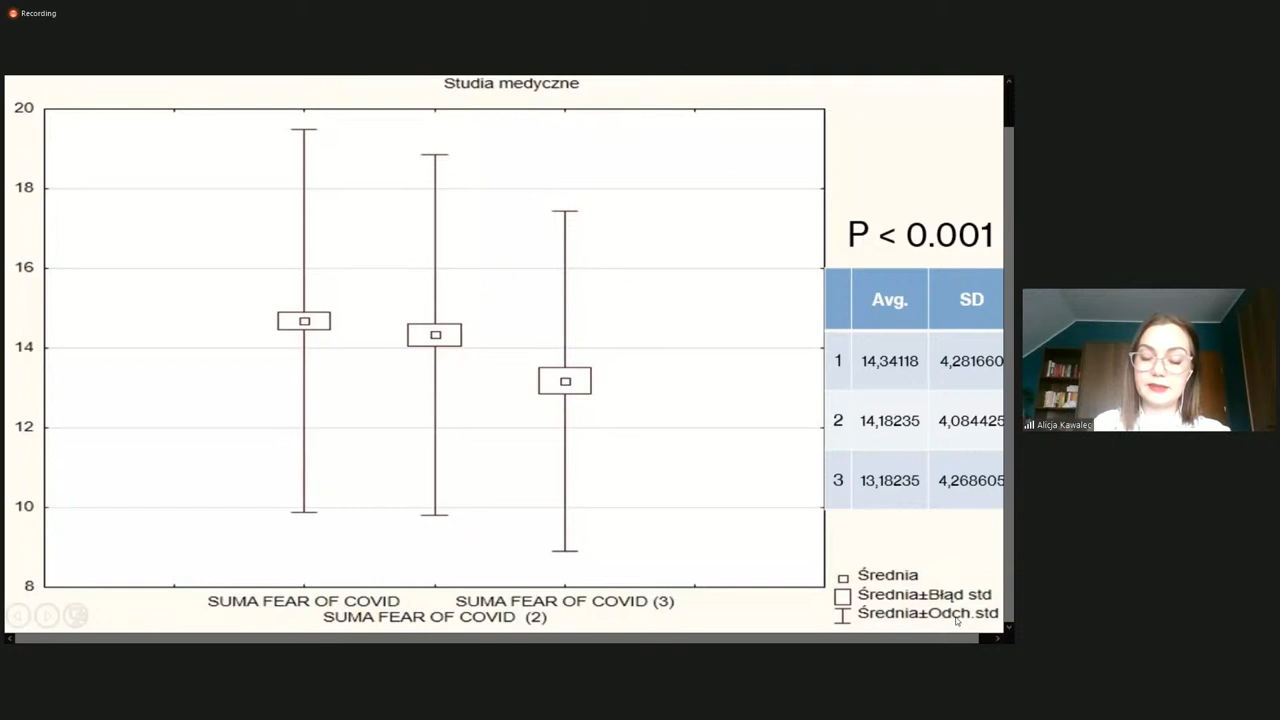 Recording
Studia medyczne
20
18
16
14
12
10
8
SUMA FEAR OF COVID
SUMA FEAR OF COVID (2)
SUMA FEAR OF COVID (3)
P < 0.001
Avg. SD
1 14,34118 4,281660
2 14,18235 4,084425
3 13,18235 4,268605
Średnia
Średnia±Błąd std
Średnia±Odch.std
Alicja Kawalec